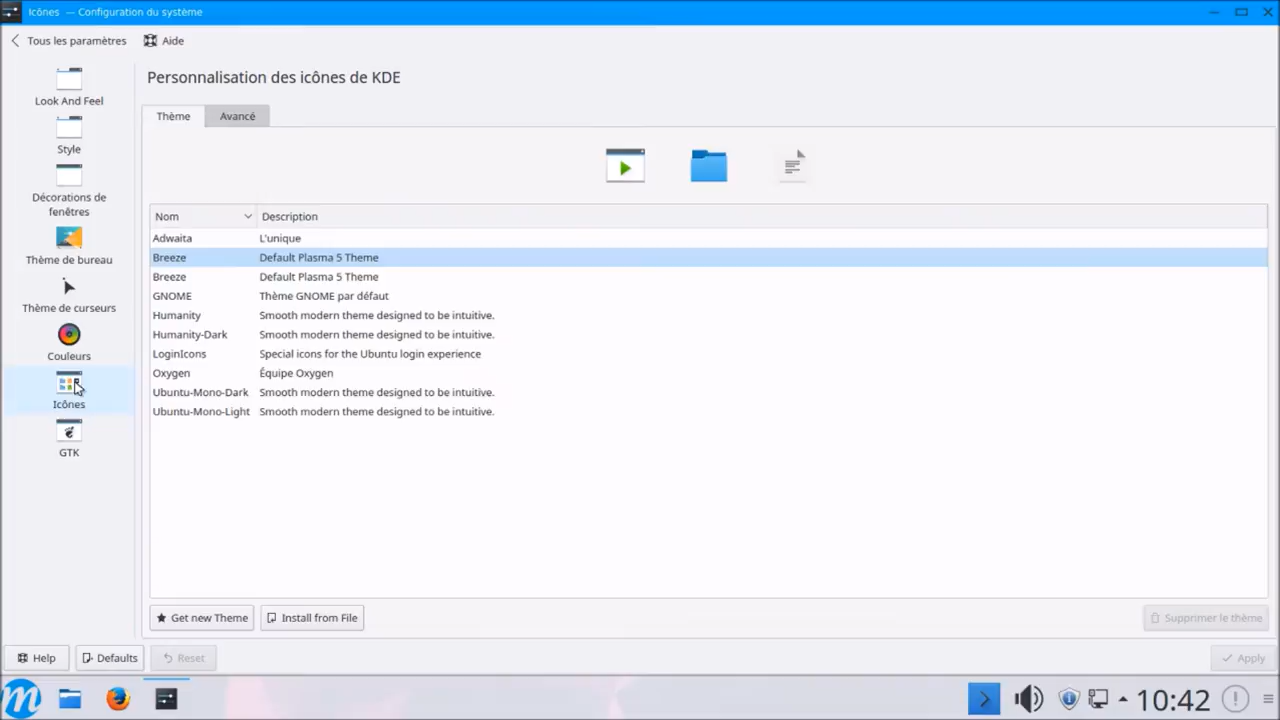 Icônes — Configuration du système
Tous les paramètres Aide
Look And Feel
Style
Décorations de
fenêtres
Thème de bureau
Thème de curseurs
Couleurs
Icônes
GTK
Personnalisation des icônes de KDE
Thème Avancé
Nom Description
Adwaita L'unique
Breeze Default Plasma 5 Theme
Breeze Default Plasma 5 Theme
GNOME Thème GNOME par défaut
Humanity Smooth modern theme designed to be intuitive.
Humanity-Dark Smooth modern theme designed to be intuitive.
LoginIcons Special icons for the Ubuntu login experience
Oxygen Équipe Oxygen
Ubuntu-Mono-Dark Smooth modern theme designed to be intuitive.
Ubuntu-Mono-Light Smooth modern theme designed to be intuitive.
Get new Theme Install from File Supprimer le thème
Help Defaults Reset Apply
10:42